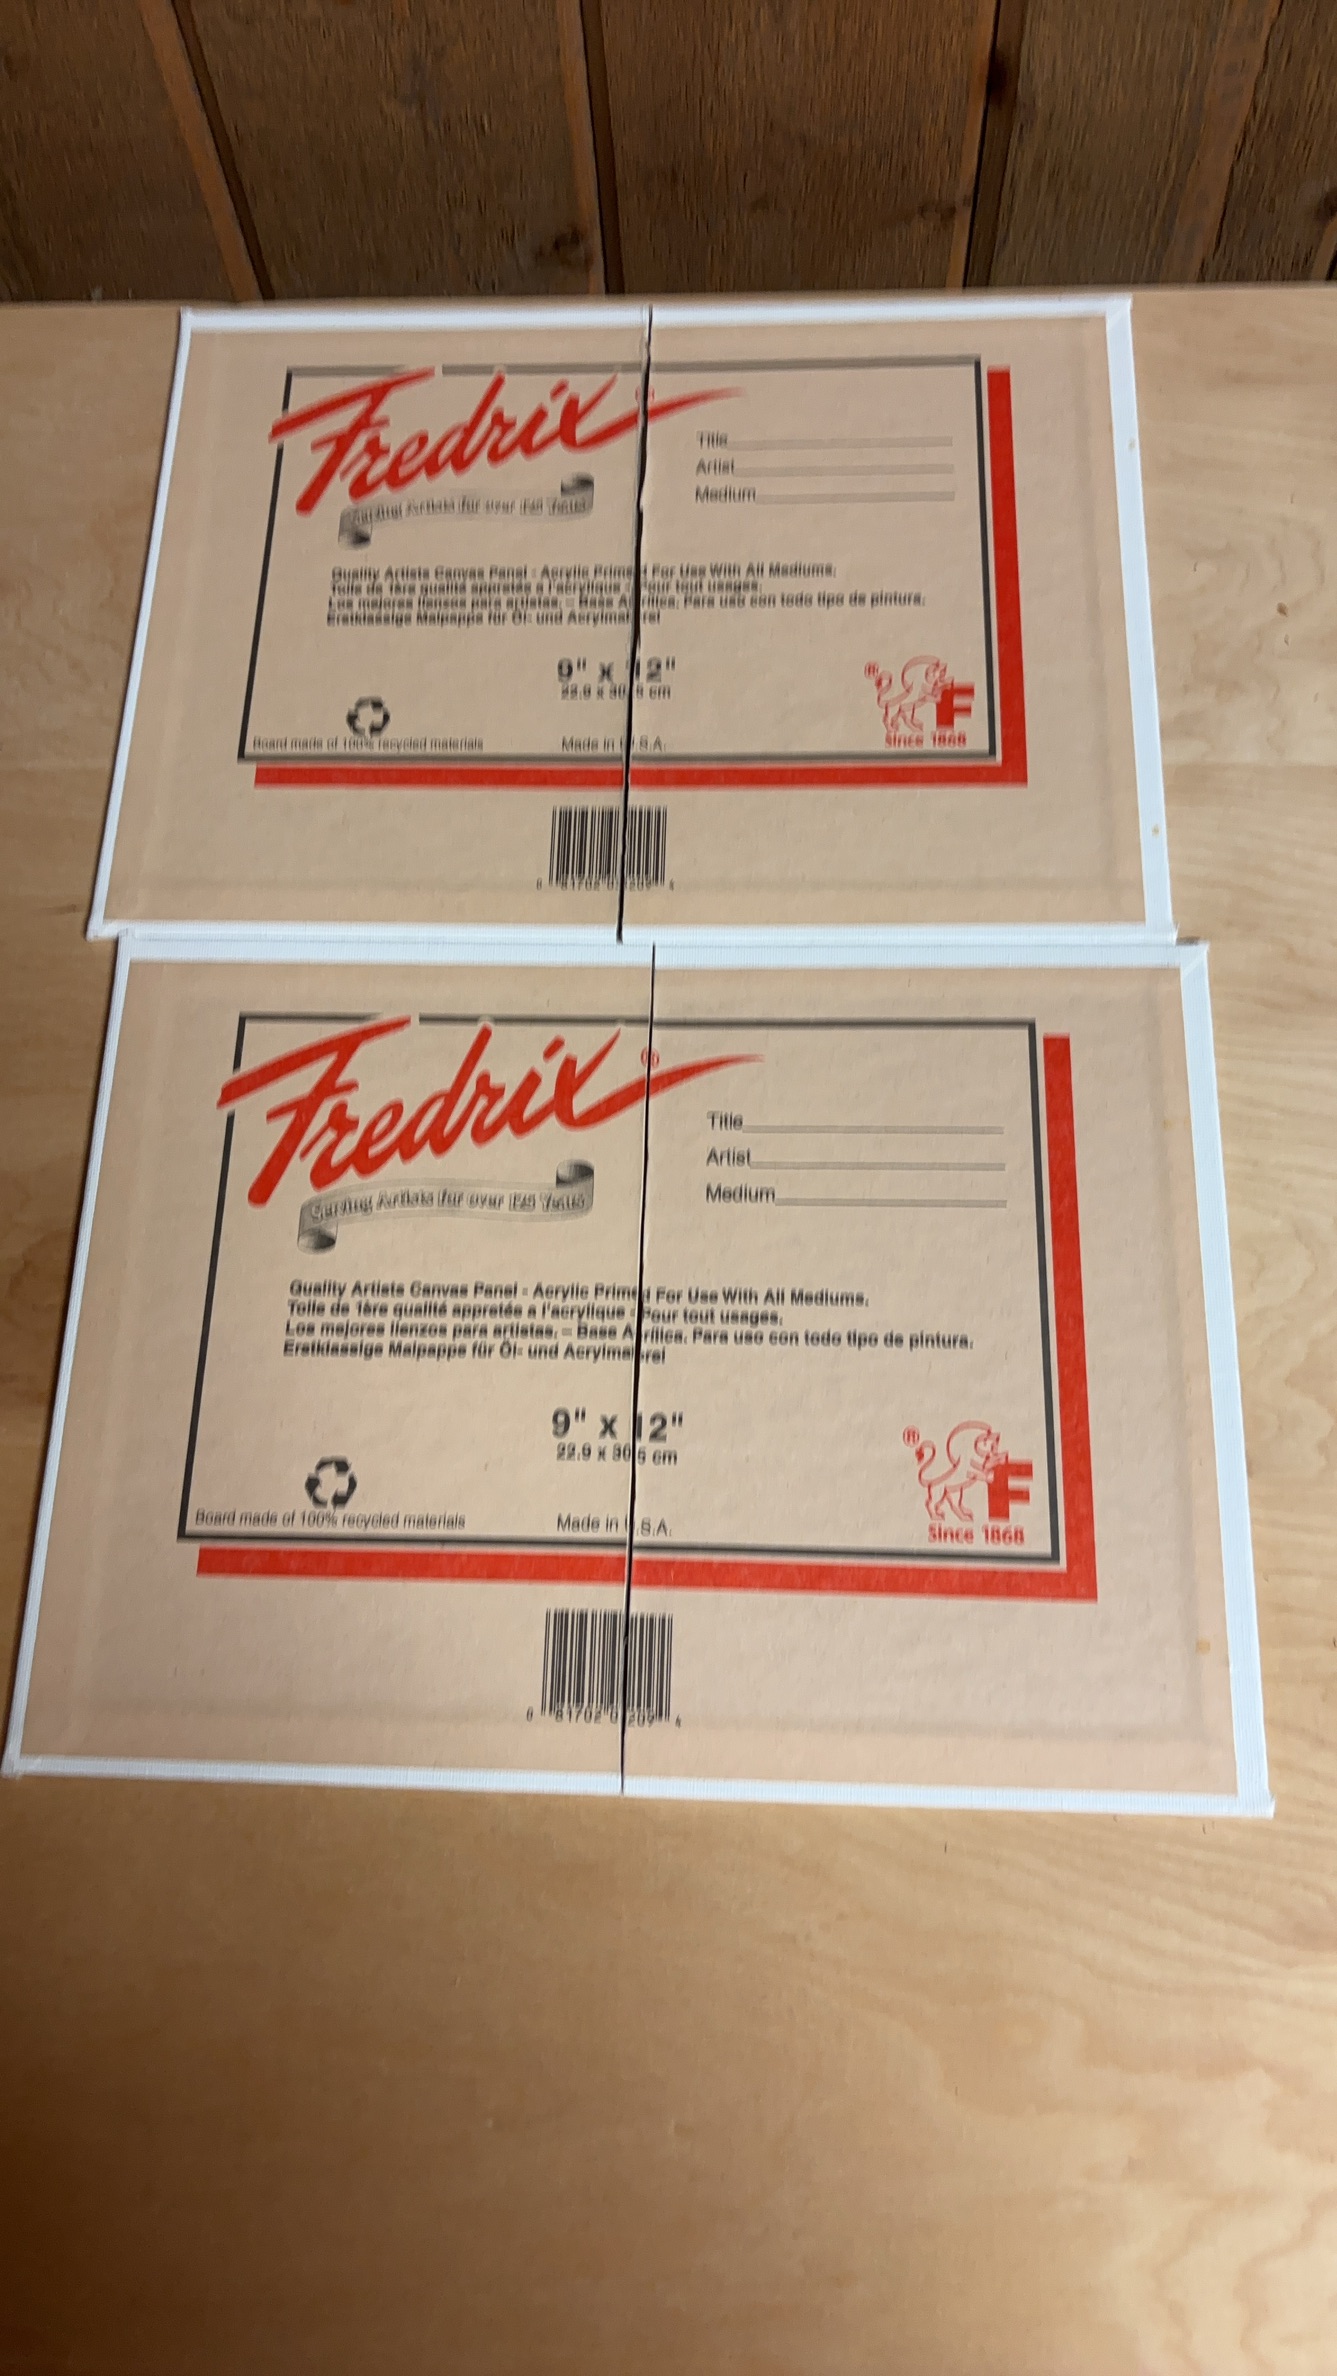 Fredrix®
Serving Artists for over 125 Years
Title
Artist
Medium
Quality Artists Canvas Panel - Acrylic Primed For Use With All Mediums.
Toile de 1ère qualité appretés a l'acrylique - Pour tout usages.
Los mejores lienzos para artistas. - Base Acrílica. Para uso con todo tipo de pintura.
Erstklassige Malpappe für Öl- und Acrylmalerei
9" x 12"
22.9 x 30.5 cm
® F
Since 1868
Board made of 100% recycled materials
Made in U.S.A.
Fredrix®
Serving Artists for over 125 Years
Title
Artist
Medium
Quality Artists Canvas Panel - Acrylic Primed For Use With All Mediums.
Toile de 1ère qualité appretés a l'acrylique - Pour tout usages.
Los mejores lienzos para artistas. - Base Acrílica. Para uso con todo tipo de pintura.
Erstklassige Malpappe für Öl- und Acrylmalerei
9" x 12"
22.9 x 30.5 cm
® F
Since 1868
Board made of 100% recycled materials
Made in U.S.A.